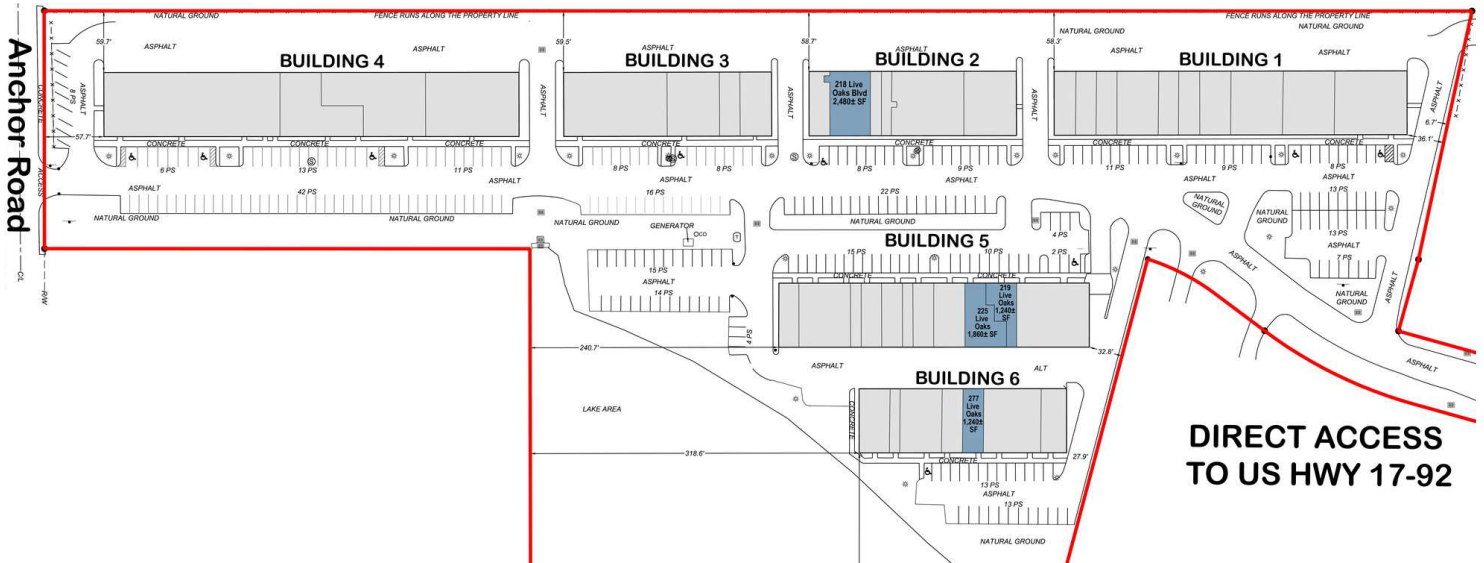 NATURAL GROUND
FENCE RUNS ALONG THE PROPERTY LINE
FENCE RUNS ALONG THE PROPERTY LINE
NATURAL GROUND
NATURAL GROUND
59.7'
ASPHALT
59.5'
ASPHALT
58.7'
ASPHALT
58.3'
ASPHALT
ASPHALT
BUILDING 4
BUILDING 3
BUILDING 2
BUILDING 1
Anchor Road
CONCRETE
8 PS
ASPHALT
ASPHALT
ASPHALT
ASPHALT
ASPHALT
218 Live
Oaks Blvd
2,480± SF
6.7'
36.1'
57.7'
CONCRETE
CONCRETE
CONCRETE
CONCRETE
CONCRETE
CONCRETE
CONCRETE
ACCESS
6 PS
13 PS
11 PS
8 PS
8 PS
8 PS
9 PS
11 PS
9 PS
8 PS
ASPHALT
ASPHALT
ASPHALT
ASPHALT
ASPHALT
ASPHALT
42 PS
16 PS
22 PS
13 PS
NATURAL GROUND
NATURAL GROUND
NATURAL GROUND
NATURAL GROUND
NATURAL
GROUND
NATURAL
GROUND
GENERATOR
CO
T
4 PS
13 PS
ASPHALT
7 PS
C/L
R/W
BUILDING 5
15 PS
10 PS
2 PS
CONCRETE
CONCRETE
15 PS
ASPHALT
14 PS
ASPHALT
NATURAL
GROUND
ASPHALT
219
Live
Oaks
1,240±
SF
225
Live
Oaks
1,860± SF
4 PS
240.7'
32.8'
ASPHALT
ALT
ASPHALT
BUILDING 6
LAKE AREA
CONCRETE
277
Live
Oaks
1,240±
SF
318.6'
27.9'
CONCRETE
13 PS
ASPHALT
13 PS
NATURAL GROUND
DIRECT ACCESS
TO US HWY 17-92